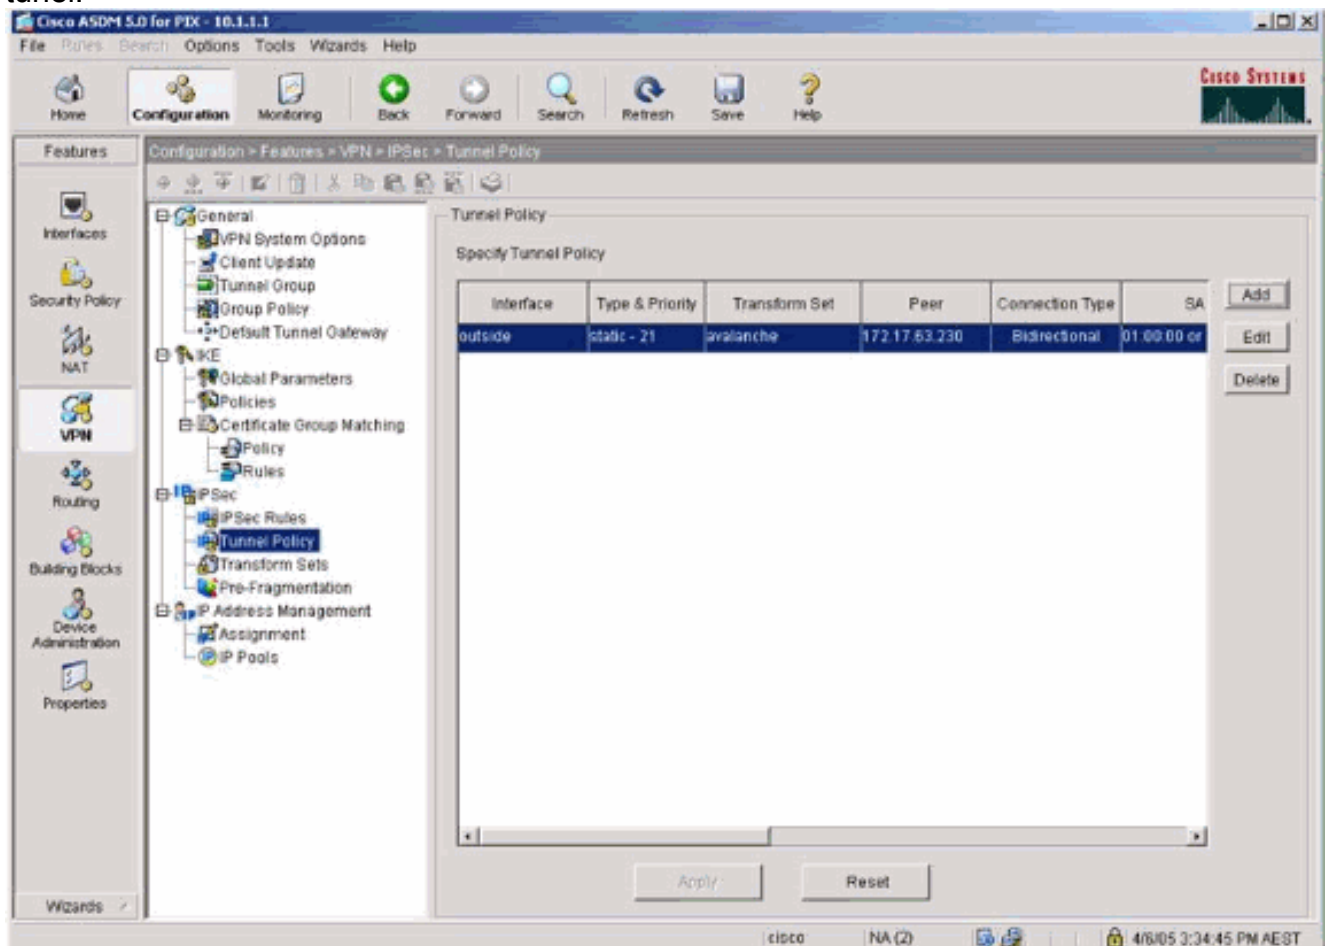 túnel.
Cisco ASDM 5.0 for PIX - 10.1.1.1
File Rules Search Options Tools Wizards Help
Home Configuration Monitoring Back Forward Search Refresh Save Help
CISCO SYSTEMS
Features
Configuration > Features > VPN > IPSec > Tunnel Policy
Interfaces
Security Policy
NAT
VPN
Routing
Building Blocks
Device Administration
Properties
Wizards
General
VPN System Options
Client Update
Tunnel Group
Group Policy
Default Tunnel Gateway
IKE
Global Parameters
Policies
Certificate Group Matching
Policy
Rules
IPSec
IPSec Rules
Tunnel Policy
Transform Sets
Pre-Fragmentation
IP Address Management
Assignment
IP Pools
Tunnel Policy
Specify Tunnel Policy
Interface Type & Priority Transform Set Peer Connection Type SA
outside static - 21 avalanche 172.17.63.230 Bidirectional 01:00:00 or
Add
Edit
Delete
Apply Reset
cisco NA (2) 4/8/05 3:34:45 PM AEST